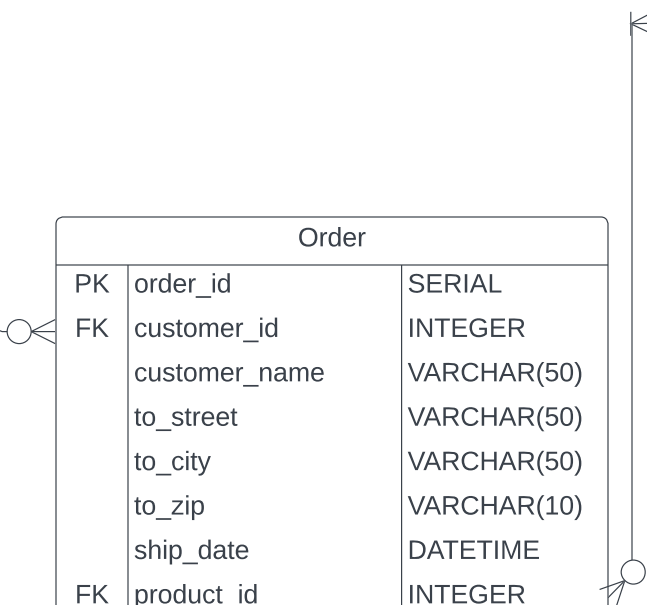 Order
PK order_id SERIAL
FK customer_id INTEGER
customer_name VARCHAR(50)
to_street VARCHAR(50)
to_city VARCHAR(50)
to_zip VARCHAR(10)
ship_date DATETIME
FK product_id INTEGER